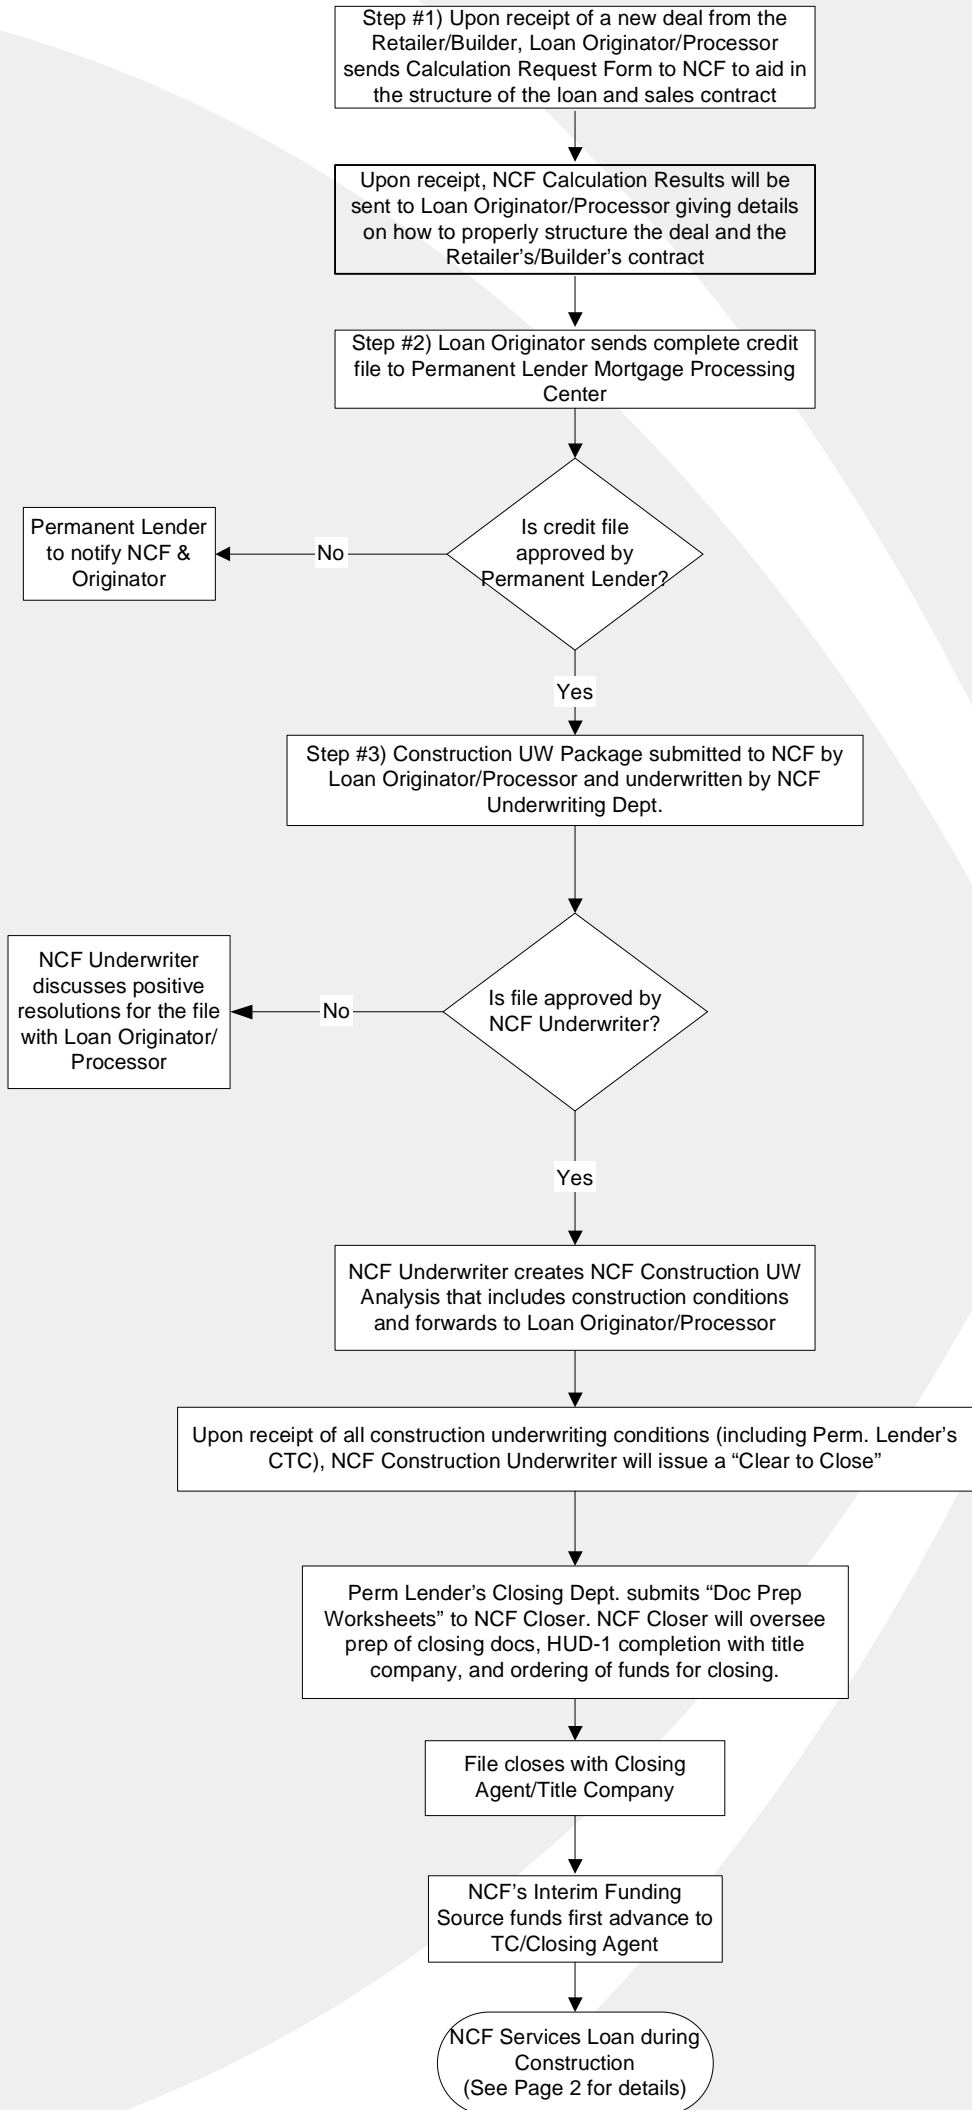 Step #1) Upon receipt of a new deal from the
Retailer/Builder, Loan Originator/Processor
sends Calculation Request Form to NCF to aid in
the structure of the loan and sales contract
Upon receipt, NCF Calculation Results will be
sent to Loan Originator/Processor giving details
on how to properly structure the deal and the
Retailer’s/Builder’s contract
Step #2) Loan Originator sends complete credit
file to Permanent Lender Mortgage Processing
Center
Is credit file
approved by
Permanent Lender?
No
Permanent Lender
to notify NCF &
Originator
Yes
Step #3) Construction UW Package submitted to NCF by
Loan Originator/Processor and underwritten by NCF
Underwriting Dept.
Is file approved by
NCF Underwriter?
No
NCF Underwriter
discusses positive
resolutions for the file
with Loan Originator/
Processor
Yes
NCF Underwriter creates NCF Construction UW
Analysis that includes construction conditions
and forwards to Loan Originator/Processor
Upon receipt of all construction underwriting conditions (including Perm. Lender’s
CTC), NCF Construction Underwriter will issue a “Clear to Close”
Perm Lender’s Closing Dept. submits “Doc Prep
Worksheets” to NCF Closer. NCF Closer will oversee
prep of closing docs, HUD-1 completion with title
company, and ordering of funds for closing.
File closes with Closing
Agent/Title Company
NCF’s Interim Funding
Source funds first advance to
TC/Closing Agent
NCF Services Loan during
Construction
(See Page 2 for details)